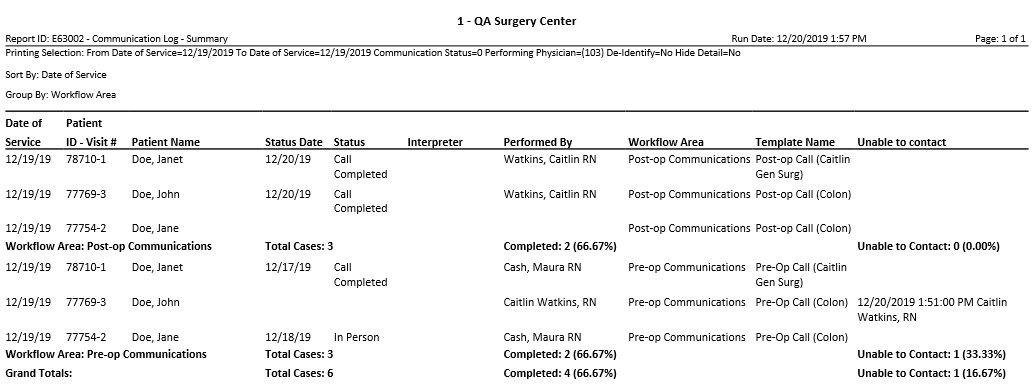 1 - QA Surgery Center
Report ID: E63002 - Communication Log - Summary Run Date: 12/20/2019 1:57 PM Page: 1 of 1
Printing Selection: From Date of Service=12/19/2019 To Date of Service=12/19/2019 Communication Status=0 Performing Physician=(103) De-Identify=No Hide Detail=No
Sort By: Date of Service
Group By: Workflow Area
Date of Patient
Service ID - Visit # Patient Name Status Date Status Interpreter Performed By Workflow Area Template Name Unable to contact
12/19/19 78710-1 Doe, Janet 12/20/19 Call Watkins, Caitlin RN Post-op Communications Post-op Call (Caitlin
Completed Gen Surg)
12/19/19 77769-3 Doe, John 12/20/19 Call Watkins, Caitlin RN Post-op Communications Post-op Call (Colon)
Completed
12/19/19 77754-2 Doe, Jane Post-op Communications Post-op Call (Colon)
Workflow Area: Post-op Communications Total Cases: 3 Completed: 2 (66.67%) Unable to Contact: 0 (0.00%)
12/19/19 78710-1 Doe, Janet 12/17/19 Call Cash, Maura RN Pre-op Communications Pre-Op Call (Caitlin
Completed Gen Surg)
12/19/19 77769-3 Doe, John Caitlin Watkins, RN Pre-op Communications Pre-Op Call (Colon) 12/20/2019 1:51:00 PM Caitlin
Watkins, RN
12/19/19 77754-2 Doe, Jane 12/18/19 In Person Cash, Maura RN Pre-op Communications Pre-Op Call (Colon)
Workflow Area: Pre-op Communications Total Cases: 3 Completed: 2 (66.67%) Unable to Contact: 1 (33.33%)
Grand Totals: Total Cases: 6 Completed: 4 (66.67%) Unable to Contact: 1 (16.67%)